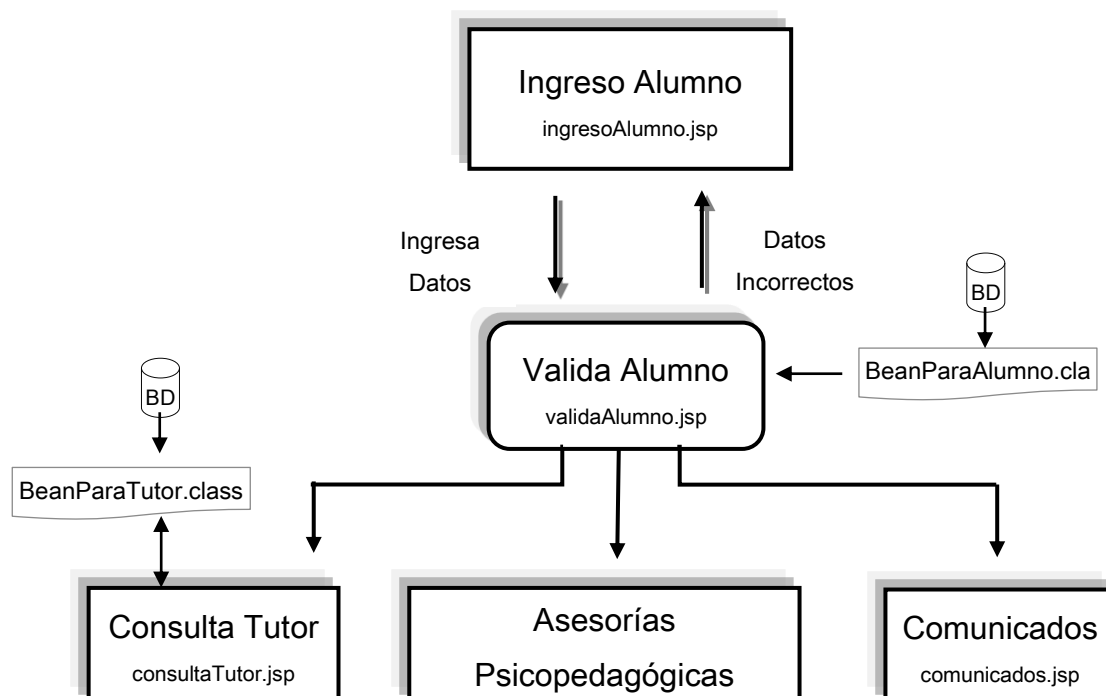 Ingreso Alumno
ingresoAlumno.jsp
Ingresa
Datos
Datos
Incorrectos
BD
Valida Alumno
validaAlumno.jsp
BeanParaAlumno.cla
BD
BeanParaTutor.class
Consulta Tutor
consultaTutor.jsp
Asesorías
Psicopedagógicas
Comunicados
comunicados.jsp